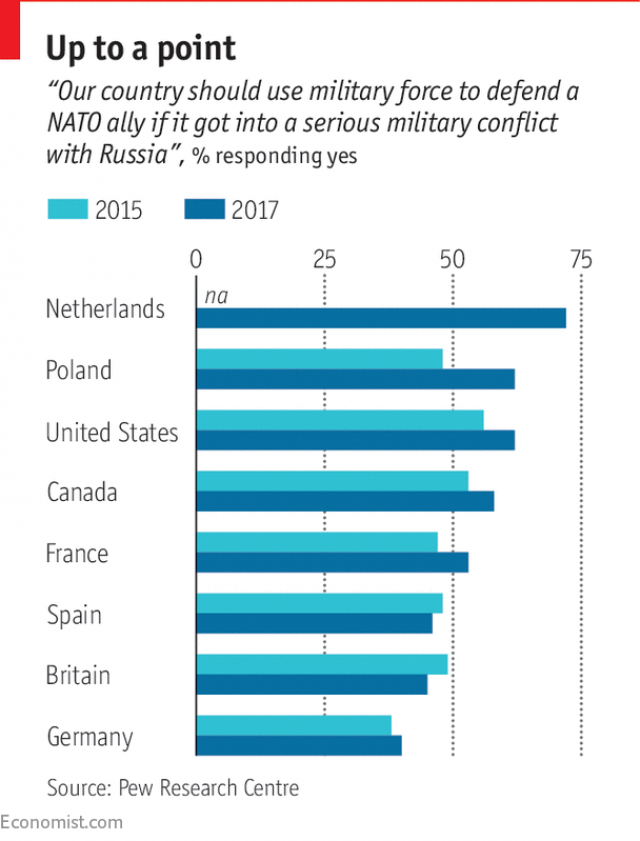 Up to a point
“Our country should use military force to defend a
NATO ally if it got into a serious military conflict
with Russia”, % responding yes
2015 2017
0 25 50 75
na
Netherlands
Poland
United States
Canada
France
Spain
Britain
Germany
Source: Pew Research Centre
Economist.com